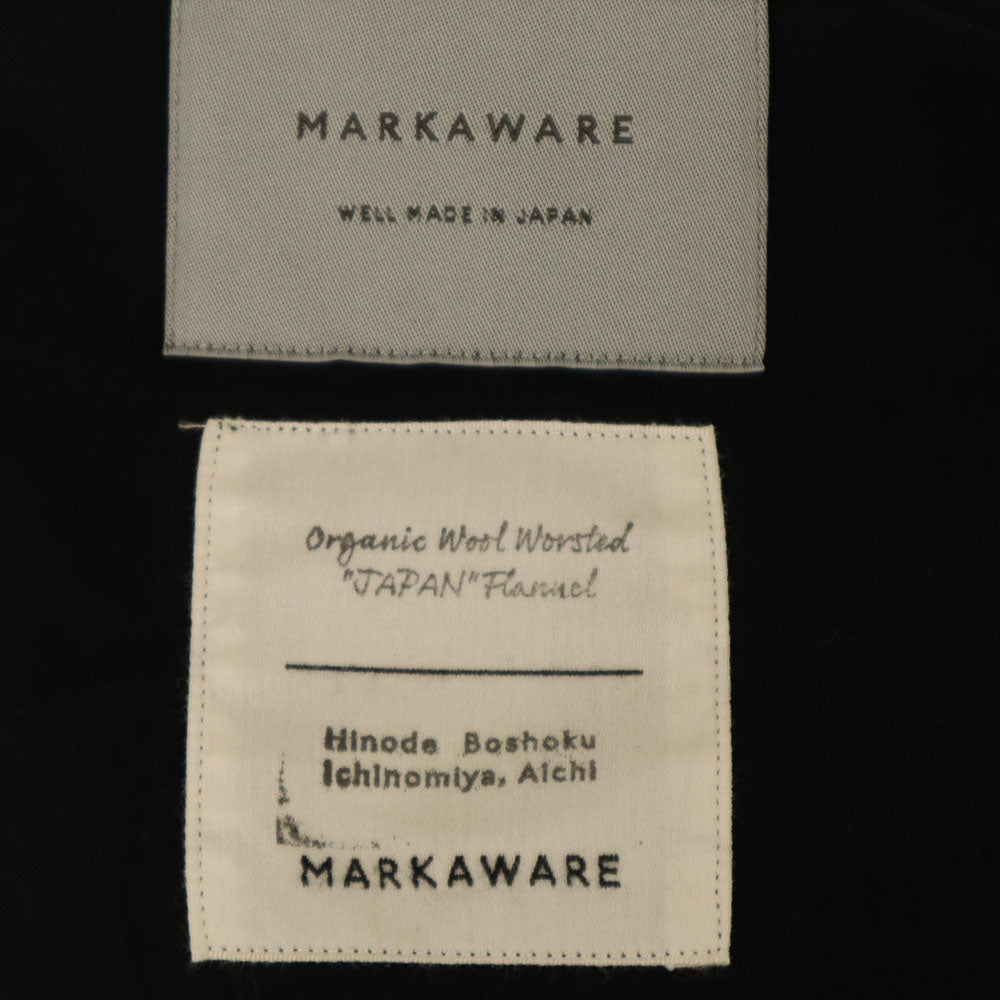 MARKAWARE
WELL MADE IN JAPAN
Organic Wool Worsted
"JAPAN" Flannel
Hinode Boshoku
Ichinomiya, Aichi
MARKAWARE